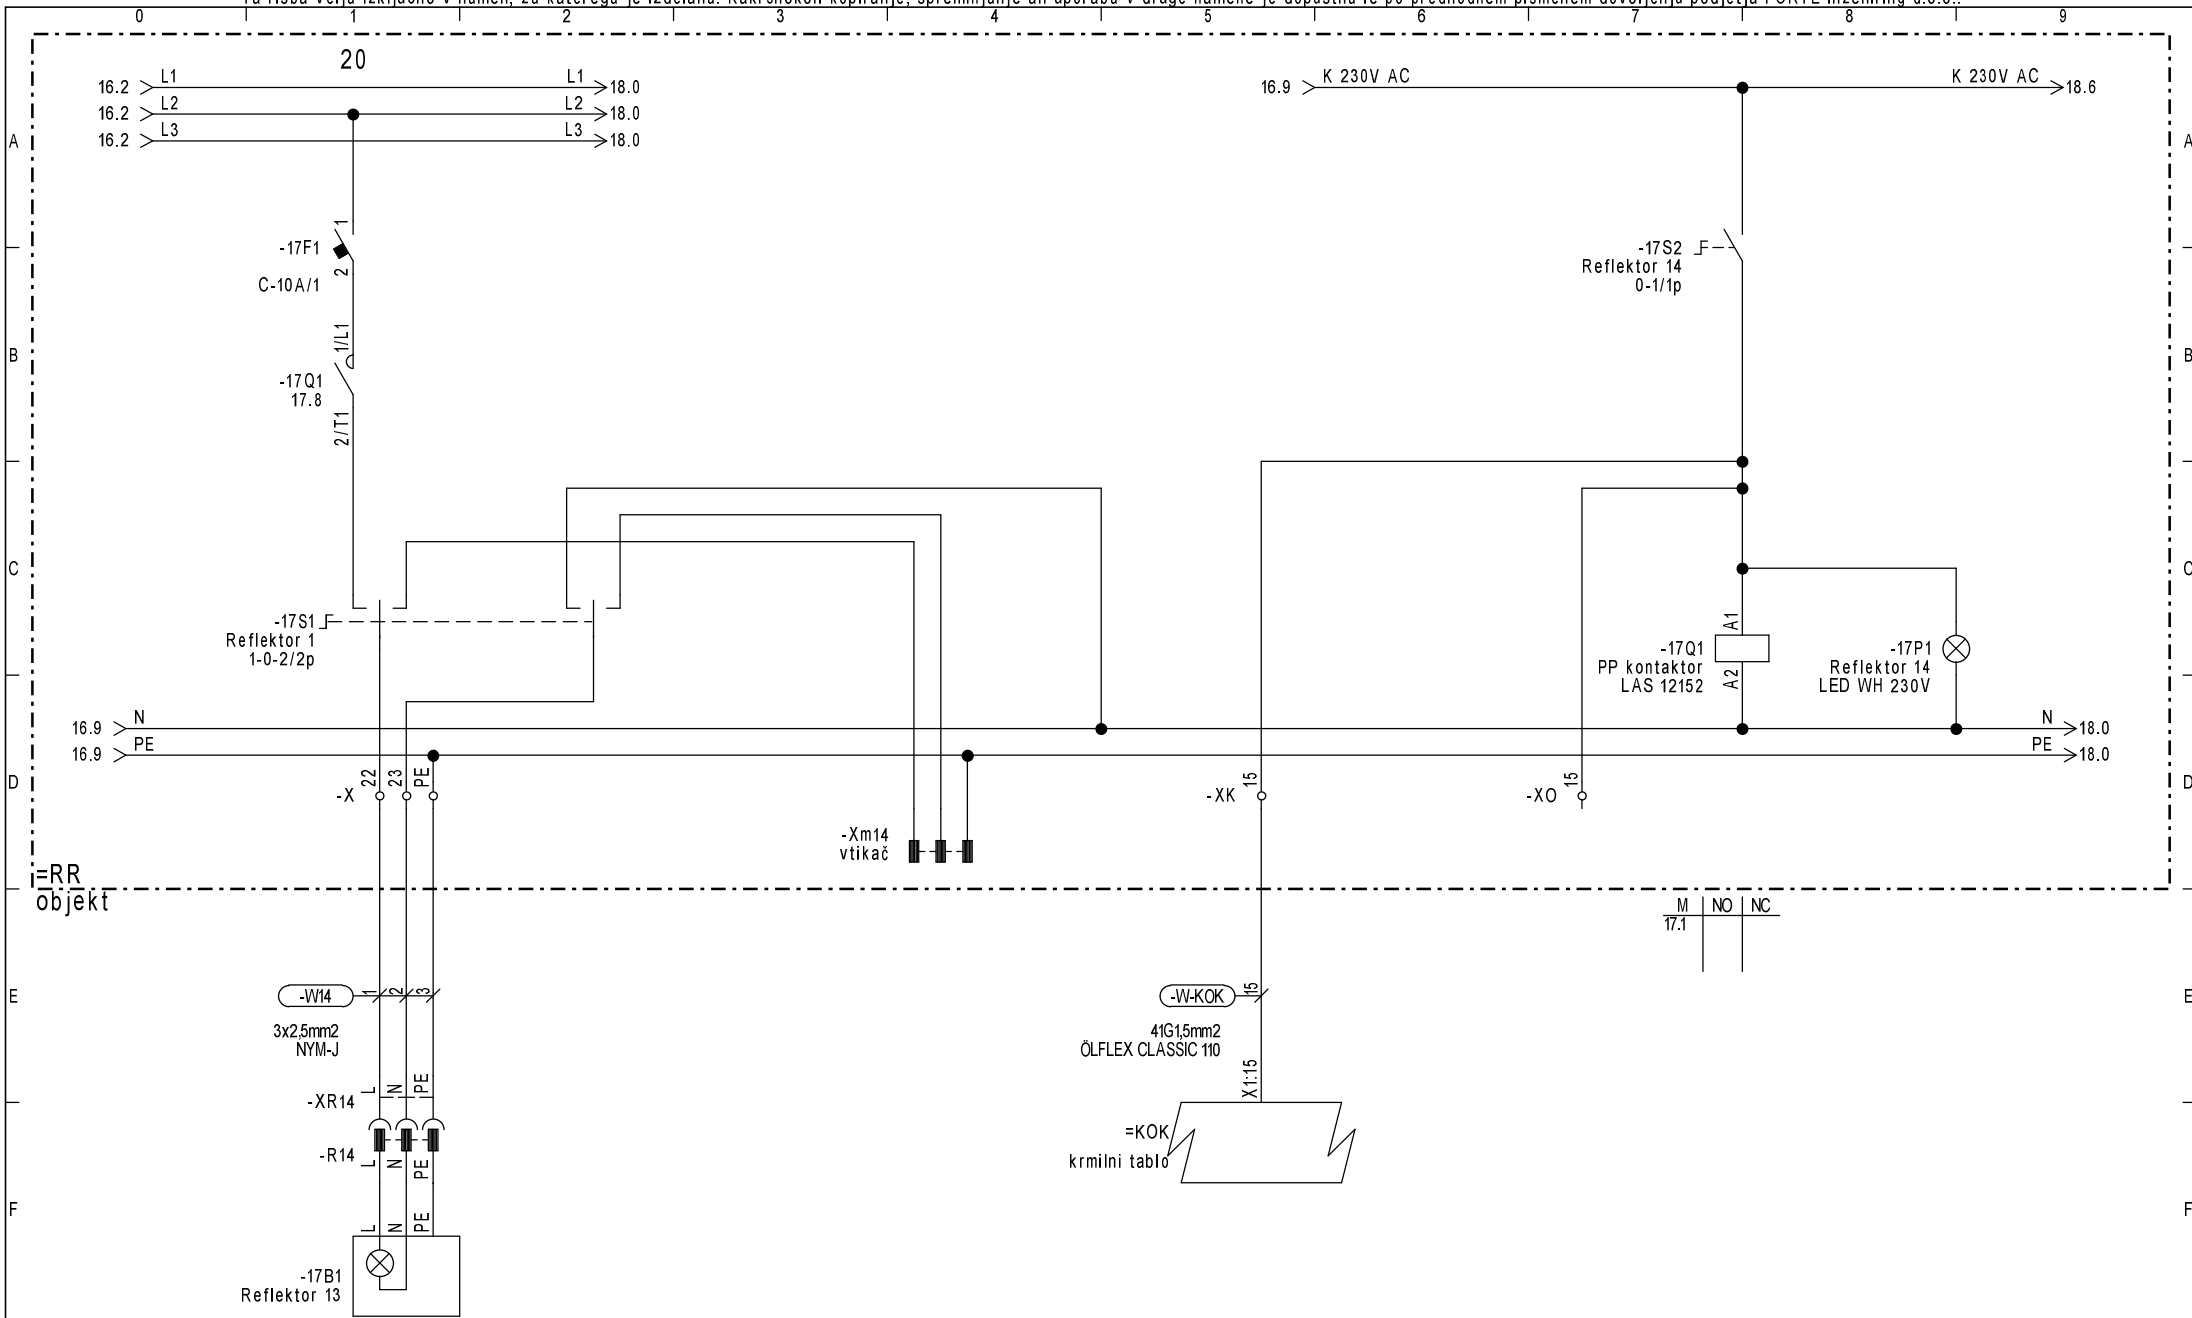 0 1 2 3 4 5 6 7 8 9
20
16.2 L1 L1 18.0
16.2 L2 L2 18.0
16.2 L3 L3 18.0
16.9 K 230V AC K 230V AC 18.6
A A
1
-17F1
2
C-10A/1
-17S2
Reflektor 14
0-1/1p
1/L1
B B
-17Q1
17.8
2/T1
C C
-17S1
Reflektor 1
1-0-2/2p
A1
-17Q1
PP kontaktor
LAS 12152
A2
-17P1
Reflektor 14
LED WH 230V
16.9 N N 18.0
16.9 PE PE 18.0
D D
-X 22 23 PE
-XK 15
-XO 15
-Xm14
vtikač
=RR
objekt
M NO NC
17.1
E E
-W14 1 2 3
3x2,5mm2
NYM-J
-W-KOK 15
41G1,5mm2
ÖLFLEX CLASSIC 110
X1:15
-XR14 L N PE
=KOK
krmilni tablo
-R14 L N PE
F F
L N PE
-17B1
Reflektor 13